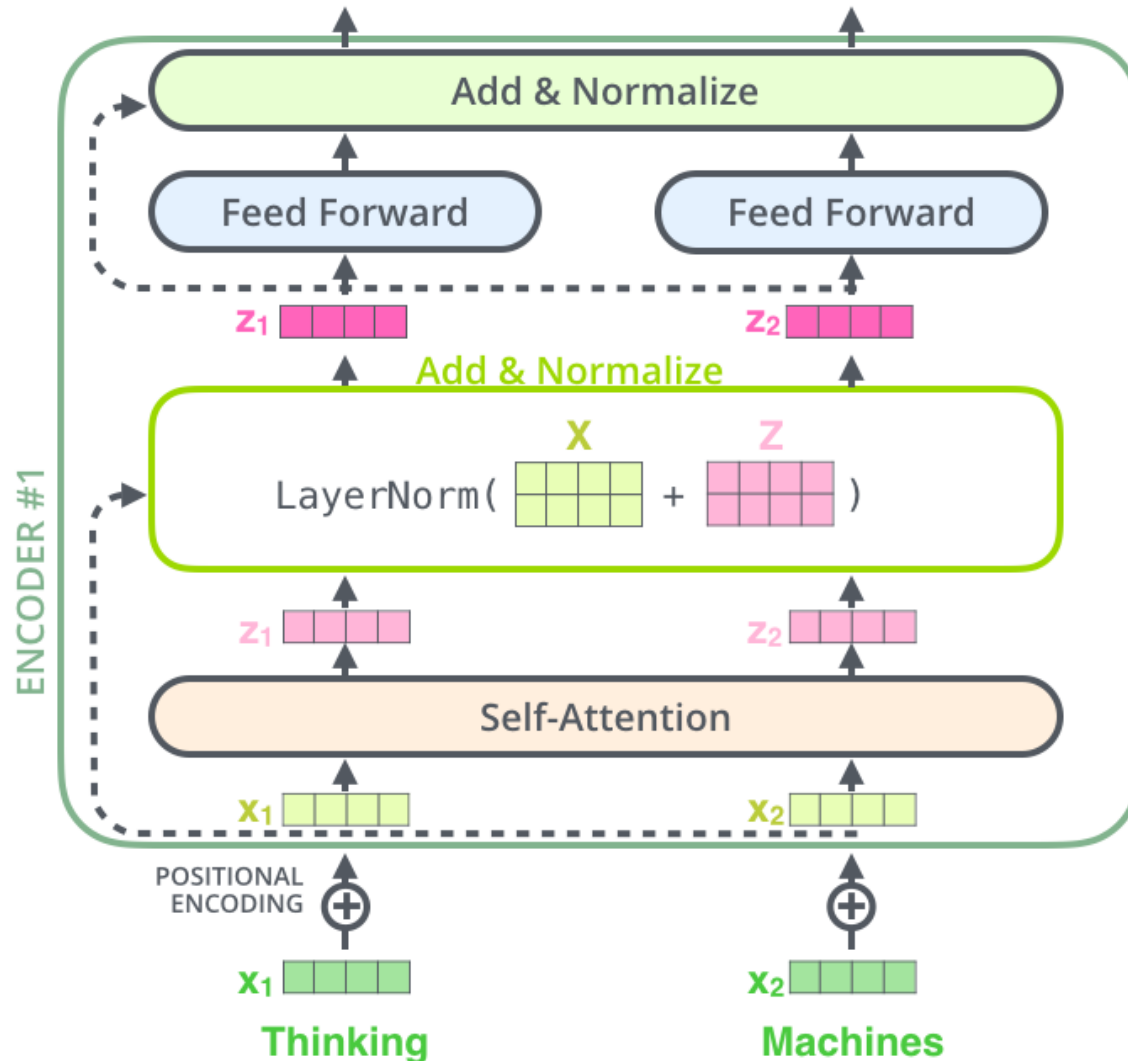 Add & Normalize
Feed Forward Feed Forward
z1 z2
Add & Normalize
X Z
LayerNorm( + )
ENCODER #1
z1 z2
Self-Attention
x1 x2
POSITIONAL
ENCODING
x1 x2
Thinking Machines